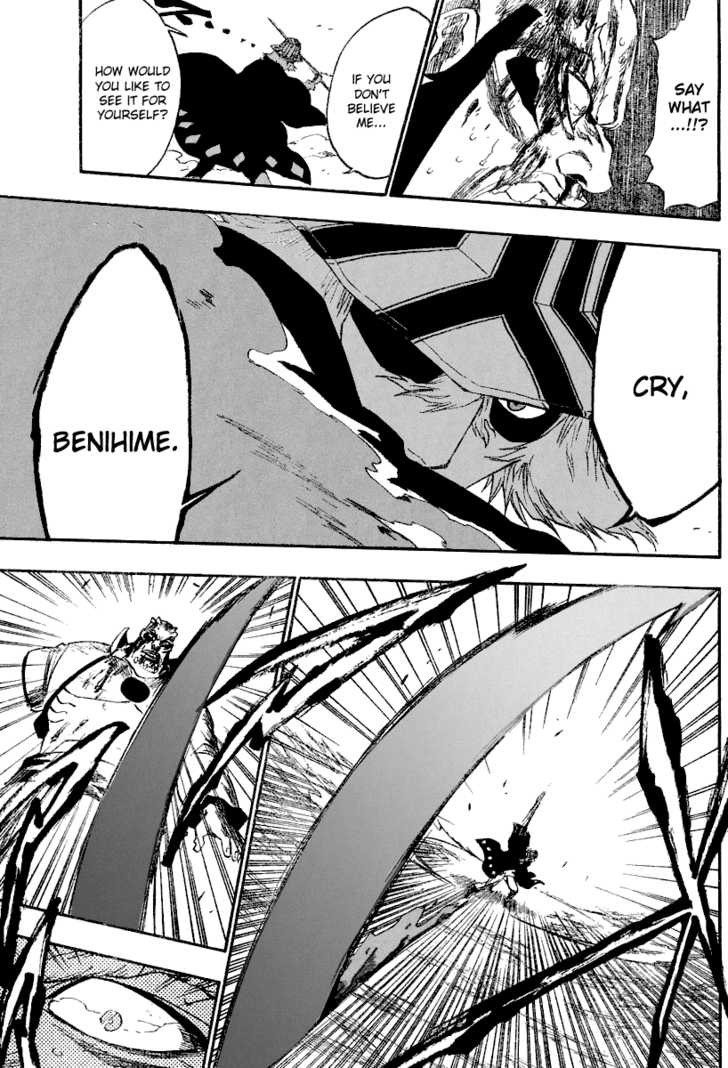 SAY
WHAT
...!!?
IF YOU
DON'T
BELIEVE
ME...
HOW WOULD
YOU LIKE TO
SEE IT FOR
YOURSELF?
CRY,
BENIHIME.